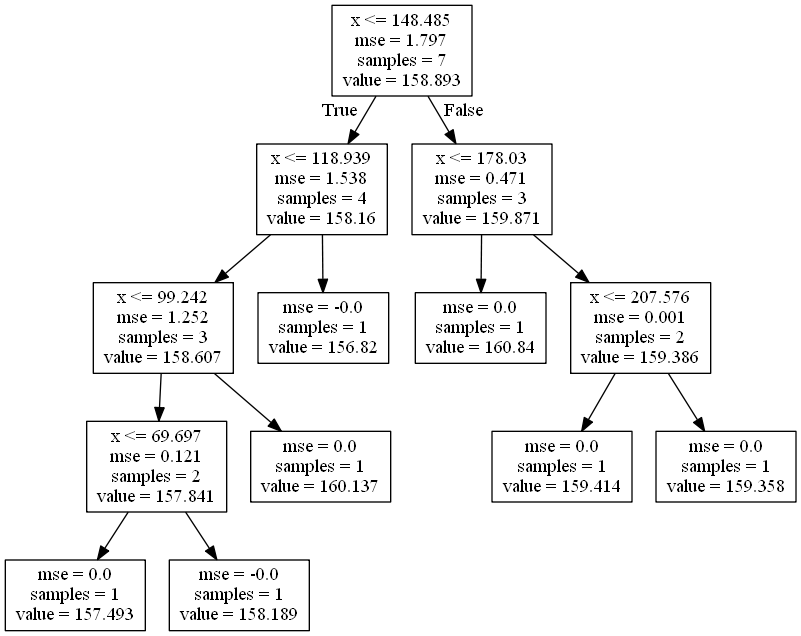 x <= 148.485
mse = 1.797
samples = 7
value = 158.893
True
False
x <= 118.939
mse = 1.538
samples = 4
value = 158.16
x <= 178.03
mse = 0.471
samples = 3
value = 159.871
x <= 99.242
mse = 1.252
samples = 3
value = 158.607
mse = -0.0
samples = 1
value = 156.82
mse = 0.0
samples = 1
value = 160.84
x <= 207.576
mse = 0.001
samples = 2
value = 159.386
x <= 69.697
mse = 0.121
samples = 2
value = 157.841
mse = 0.0
samples = 1
value = 160.137
mse = 0.0
samples = 1
value = 159.414
mse = 0.0
samples = 1
value = 159.358
mse = 0.0
samples = 1
value = 157.493
mse = -0.0
samples = 1
value = 158.189